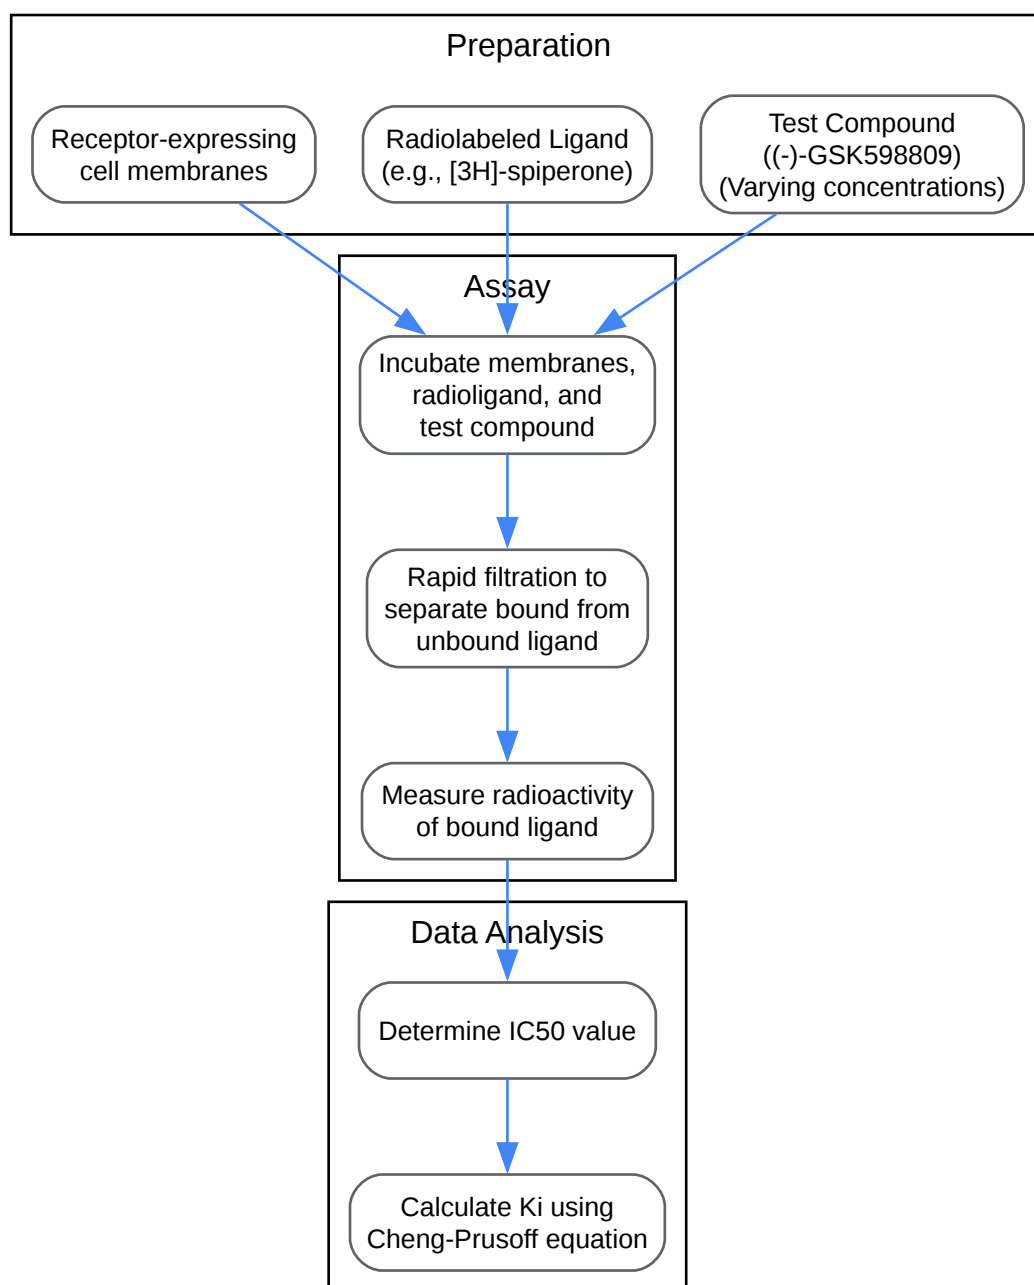 Preparation
Receptor-expressing
cell membranes
Radiolabeled Ligand
(e.g., [3H]-spiperone)
Test Compound
((-)-GSK598809)
(Varying concentrations)
Assay
Incubate membranes,
radioligand, and
test compound
Rapid filtration to
separate bound from
unbound ligand
Measure radioactivity
of bound ligand
Data Analysis
Determine IC50 value
Calculate Ki using
Cheng-Prusoff equation